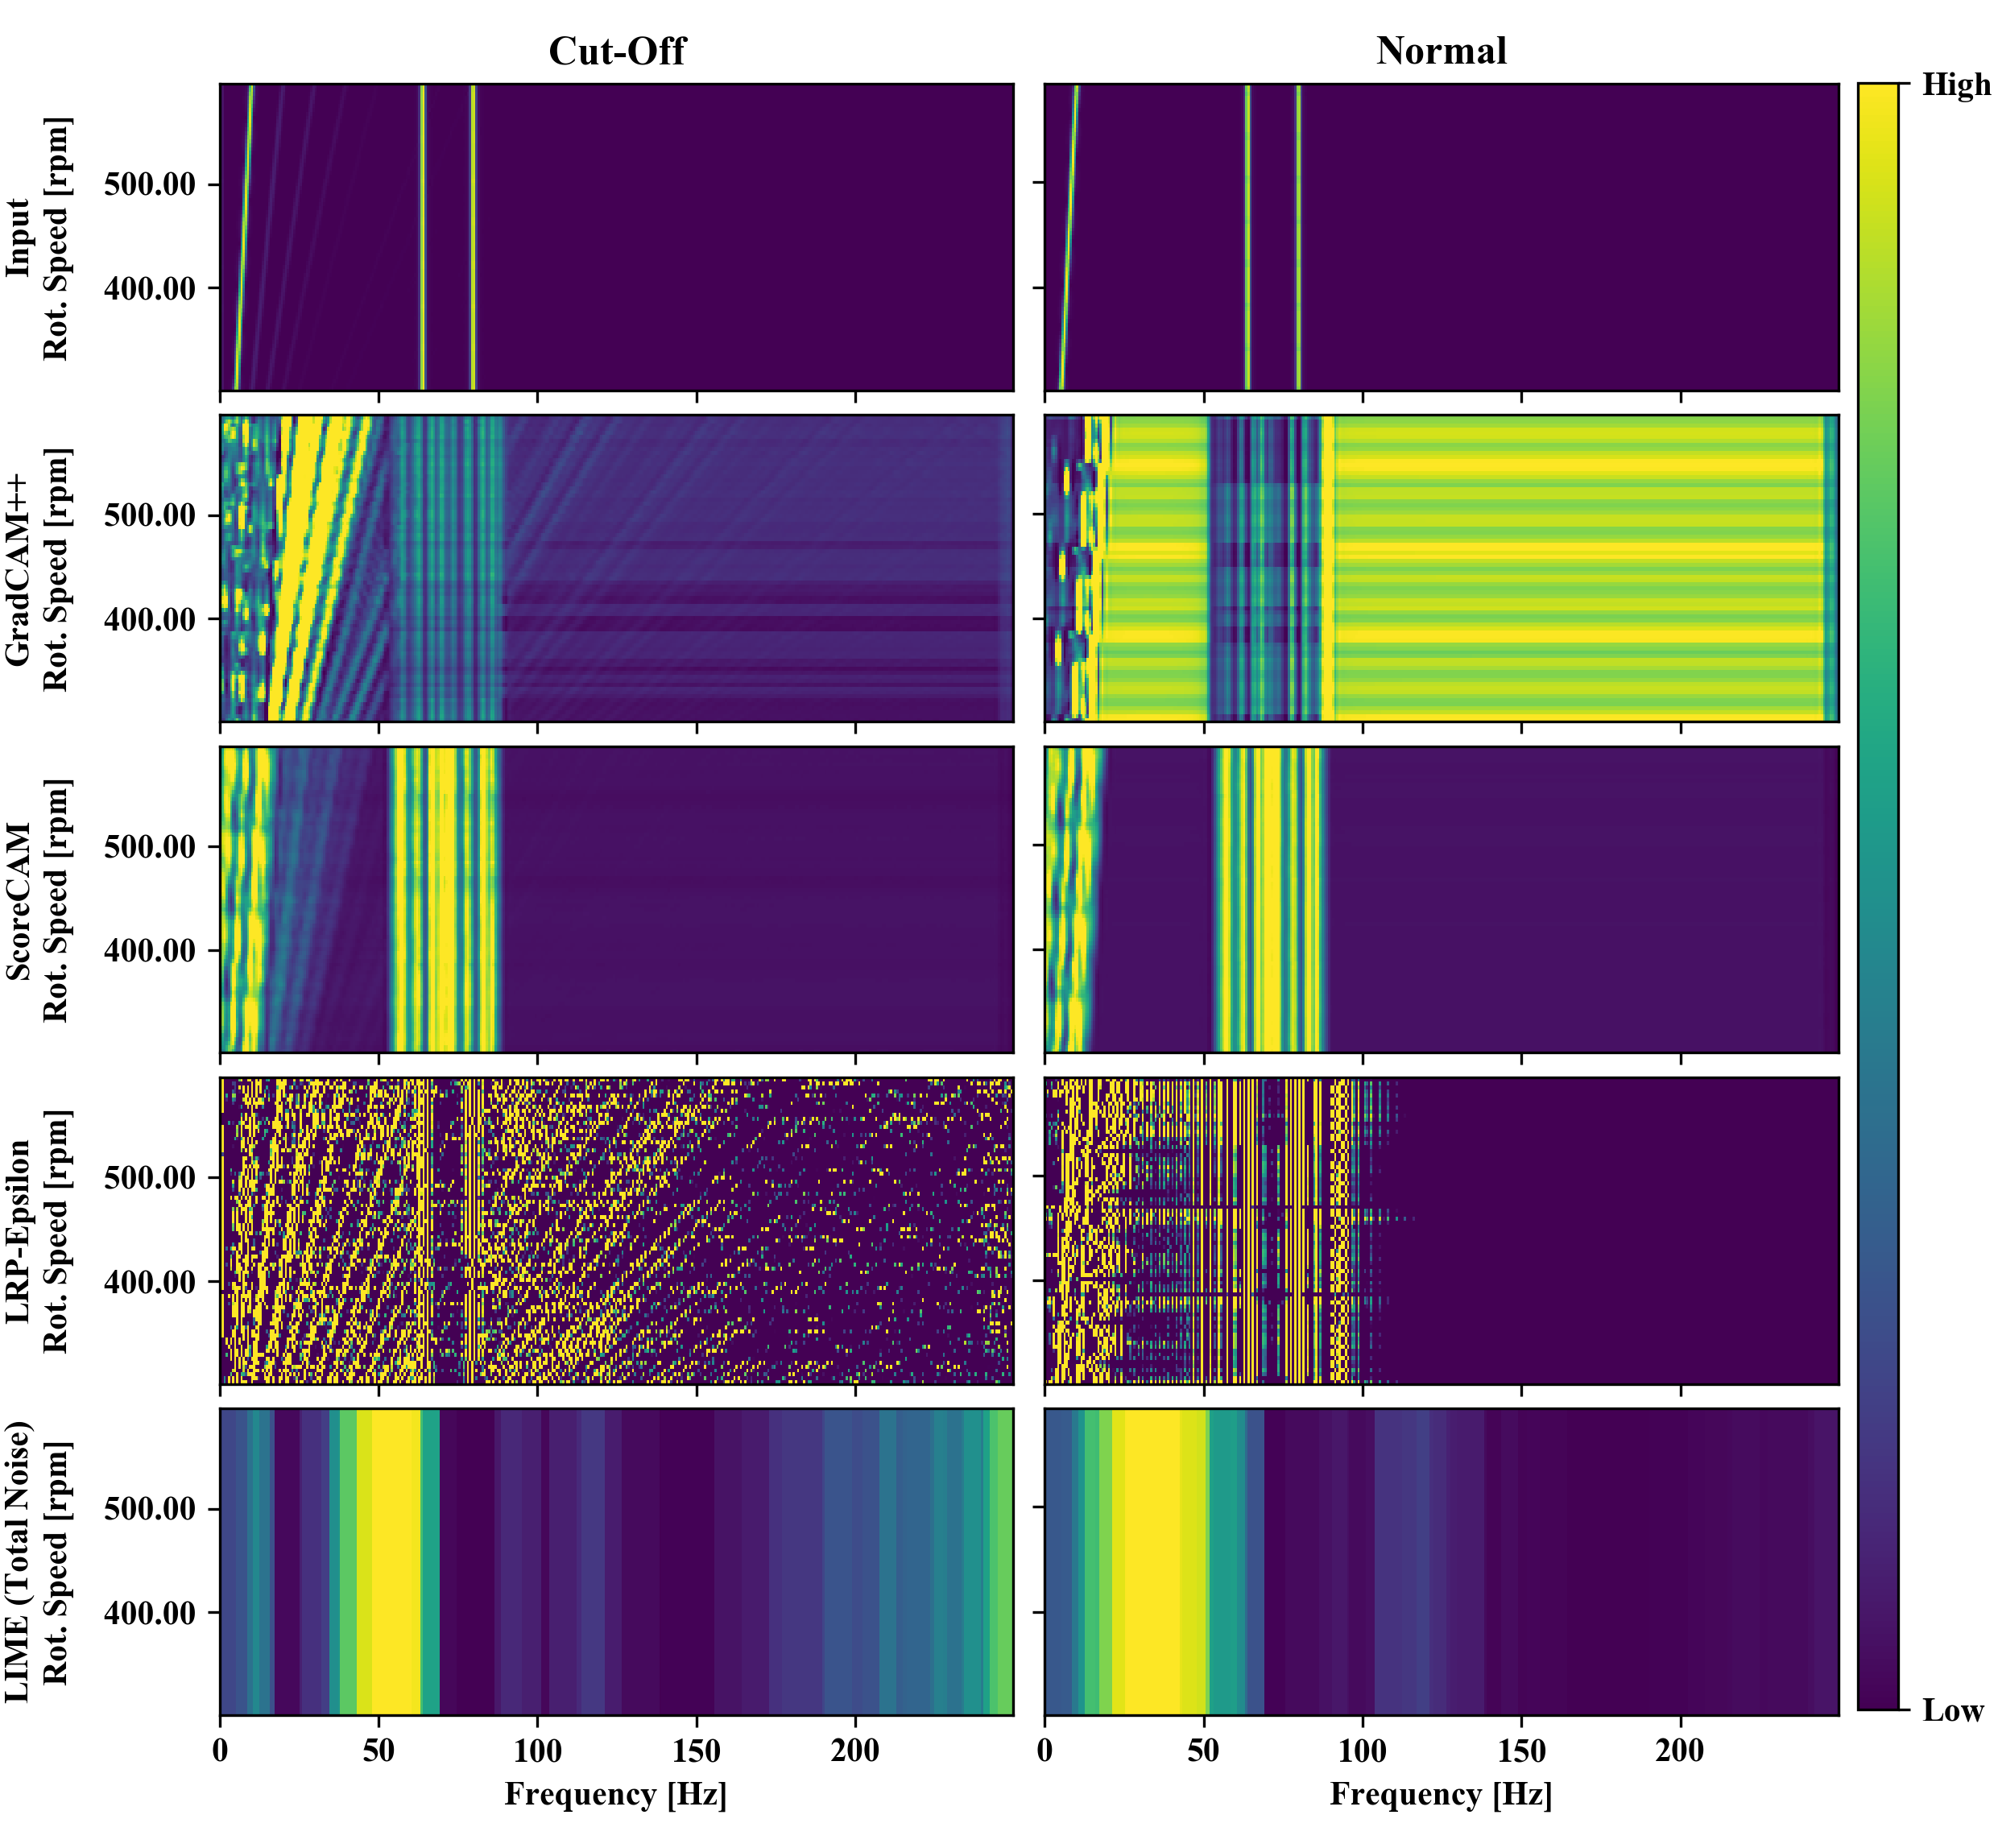 Cut-Off
Normal
High
Input
Rot. Speed [rpm]
500.00
400.00
GradCAM++
Rot. Speed [rpm]
500.00
400.00
ScoreCAM
Rot. Speed [rpm]
500.00
400.00
LRP-Epsilon
Rot. Speed [rpm]
500.00
400.00
LIME (Total Noise)
Rot. Speed [rpm]
500.00
400.00
Low
0 50 100 150 200
0 50 100 150 200
Frequency [Hz]
Frequency [Hz]